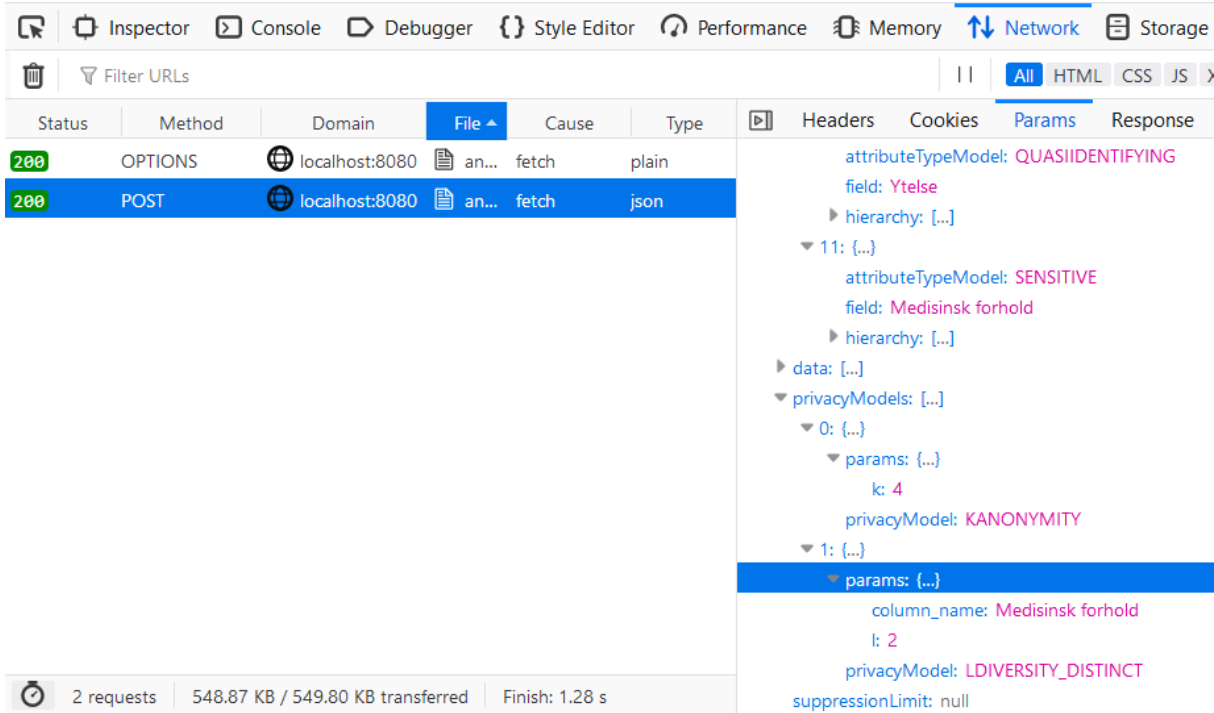 Inspector Console Debugger {} Style Editor Performance Memory Network Storage
Filter URLs All HTML CSS JS X
Status Method Domain File Cause Type Headers Cookies Params Response
200 OPTIONS localhost:8080 an... fetch plain
200 POST localhost:8080 an... fetch json
attributeTypeModel: QUASIIDENTIFYING
field: Ytelse
hierarchy: [...]
11: {...}
attributeTypeModel: SENSITIVE
field: Medisinsk forhold
hierarchy: [...]
data: [...]
privacyModels: [...]
0: {...}
params: {...}
k: 4
privacyModel: KANONYMITY
1: {...}
params: {...}
column_name: Medisinsk forhold
l: 2
privacyModel: LDIVERSITY_DISTINCT
suppressionLimit: null
2 requests 548.87 KB / 549.80 KB transferred Finish: 1.28 s